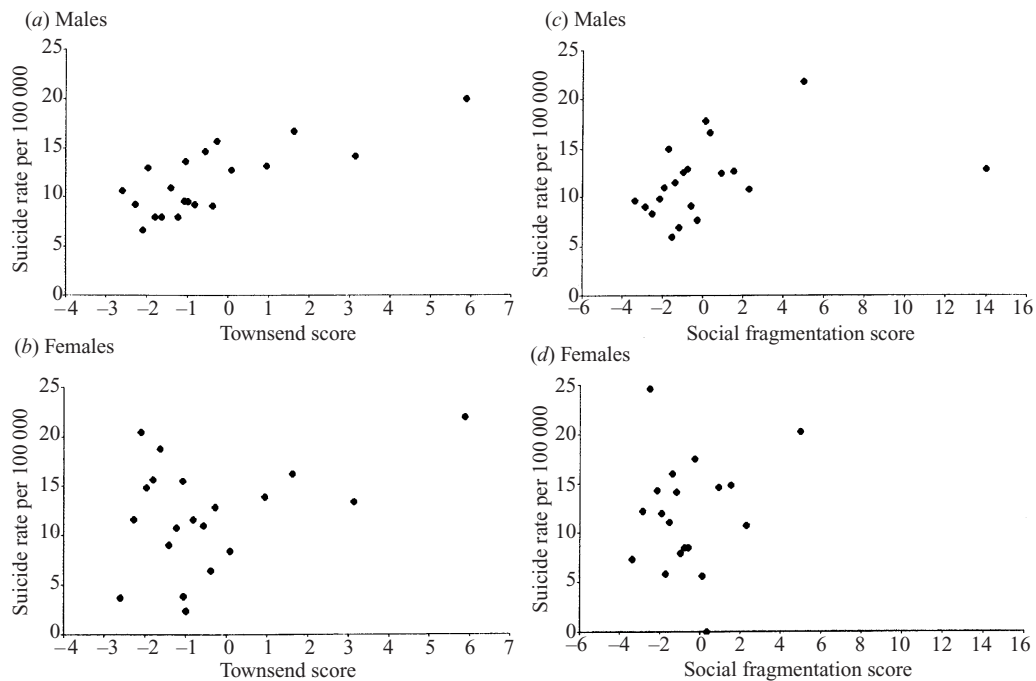 (a) Males
25
20
15
10
5
0
Suicide rate per 100 000
−4 −3 −2 −1 0 1 2 3 4 5 6 7
Townsend score
(b) Females
25
20
15
10
5
0
Suicide rate per 100 000
−4 −3 −2 −1 0 1 2 3 4 5 6 7
Townsend score
(c) Males
25
20
15
10
5
0
Suicide rate per 100 000
−6 −4 −2 0 2 4 6 8 10 12 14 16
Social fragmentation score
(d) Females
25
20
15
10
5
0
Suicide rate per 100 000
−6 −4 −2 0 2 4 6 8 10 12 14 16
Social fragmentation score